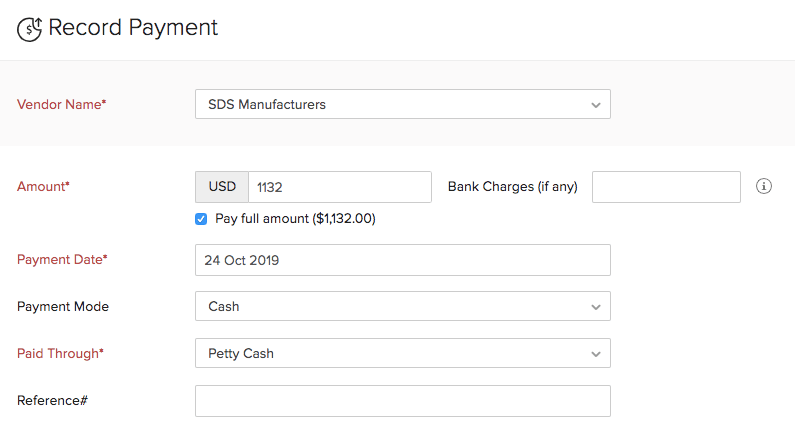 Record Payment
Vendor Name* SDS Manufacturers
Amount* USD 1132 Bank Charges (if any)
Pay full amount ($1,132.00)
Payment Date* 24 Oct 2019
Payment Mode Cash
Paid Through* Petty Cash
Reference#